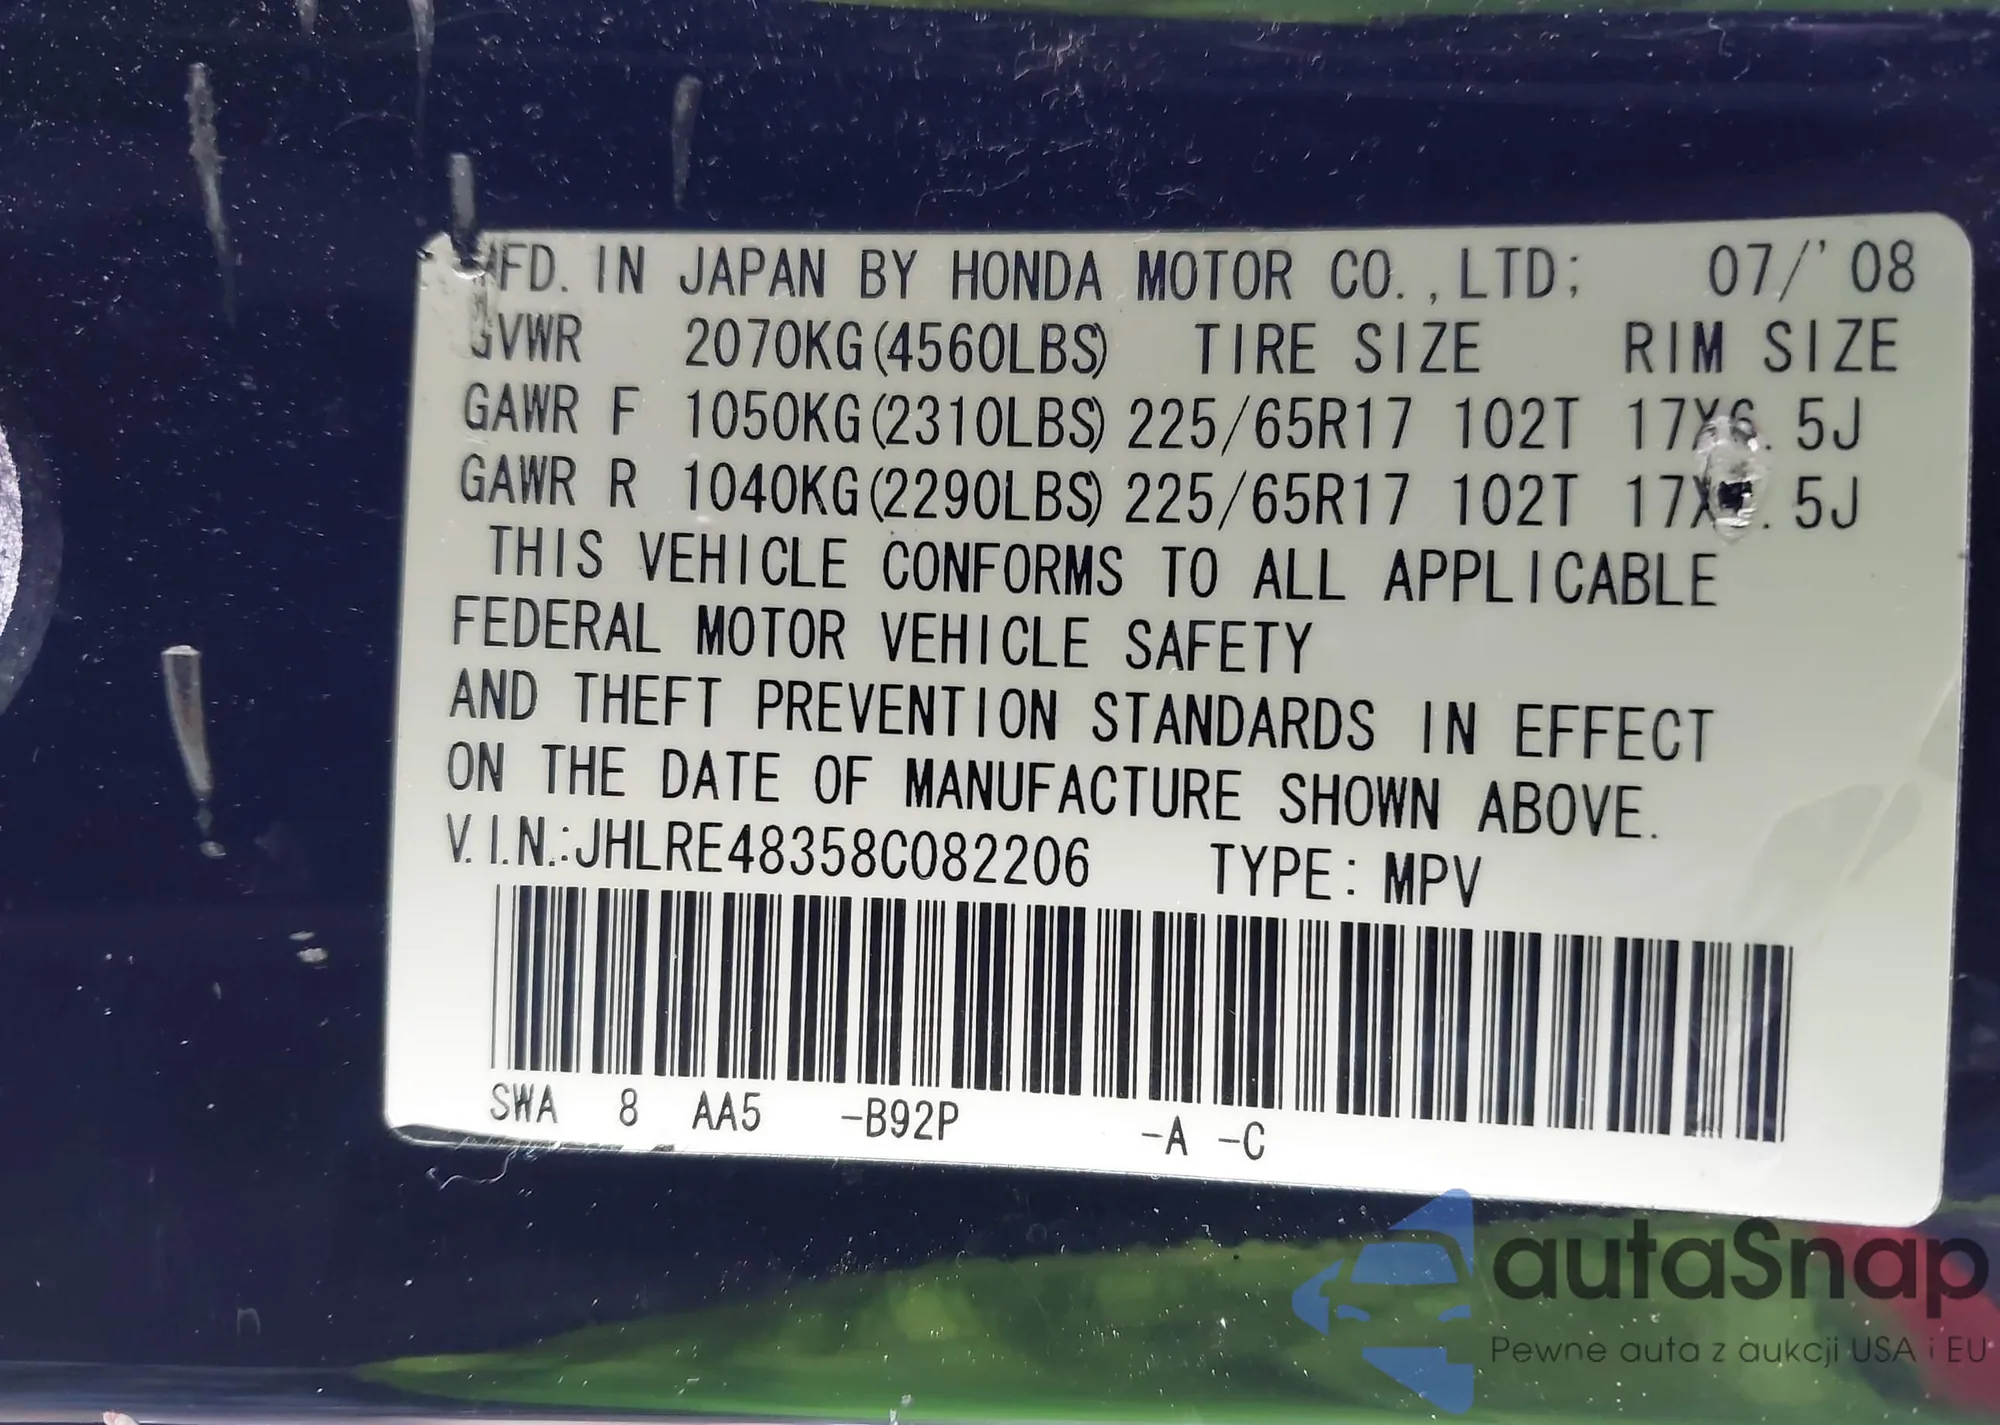 MFD. IN JAPAN BY HONDA MOTOR CO.,LTD; 07/'08
GVWR 2070KG(4560LBS) TIRE SIZE RIM SIZE
GAWR F 1050KG(2310LBS) 225/65R17 102T 17X6.5J
GAWR R 1040KG(2290LBS) 225/65R17 102T 17X .5J
THIS VEHICLE CONFORMS TO ALL APPLICABLE
FEDERAL MOTOR VEHICLE SAFETY
AND THEFT PREVENTION STANDARDS IN EFFECT
ON THE DATE OF MANUFACTURE SHOWN ABOVE.
V.I.N.:JHLRE48358C082206 TYPE: MPV
SWA 8 AA5 -B92P -A -C
autaSnap
Pewne auta z aukcji USA i EU